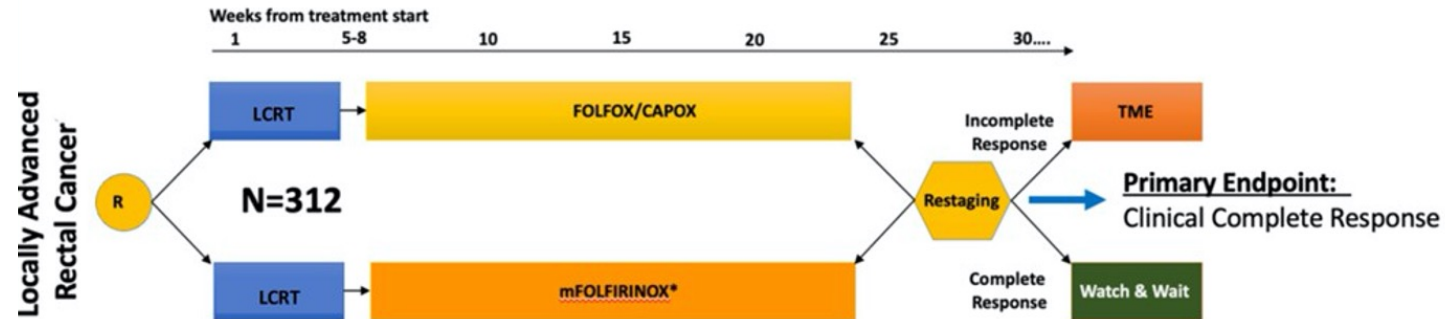 Weeks from treatment start
1 5-8 10 15 20 25 30....
Locally Advanced
Rectal Cancer
R
LCRT
FOLFOX/CAPOX
N=312
LCRT
mFOLFIRINOX*
Restaging
Incomplete
Response
TME
Primary Endpoint:
Clinical Complete Response
Complete
Response
Watch & Wait